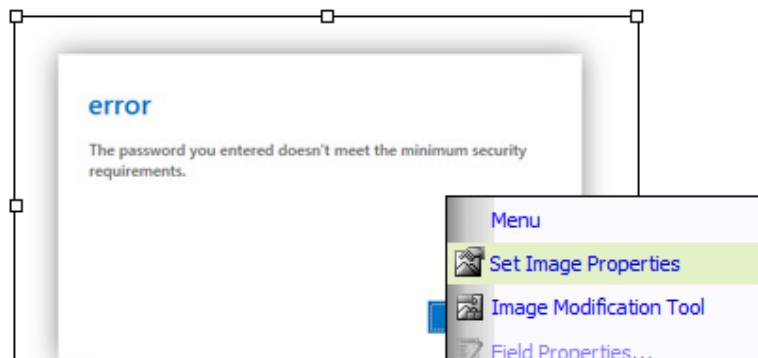 error
The password you entered doesn't meet the minimum security
requirements.
Menu
Set Image Properties
Image Modification Tool
Field Properties...